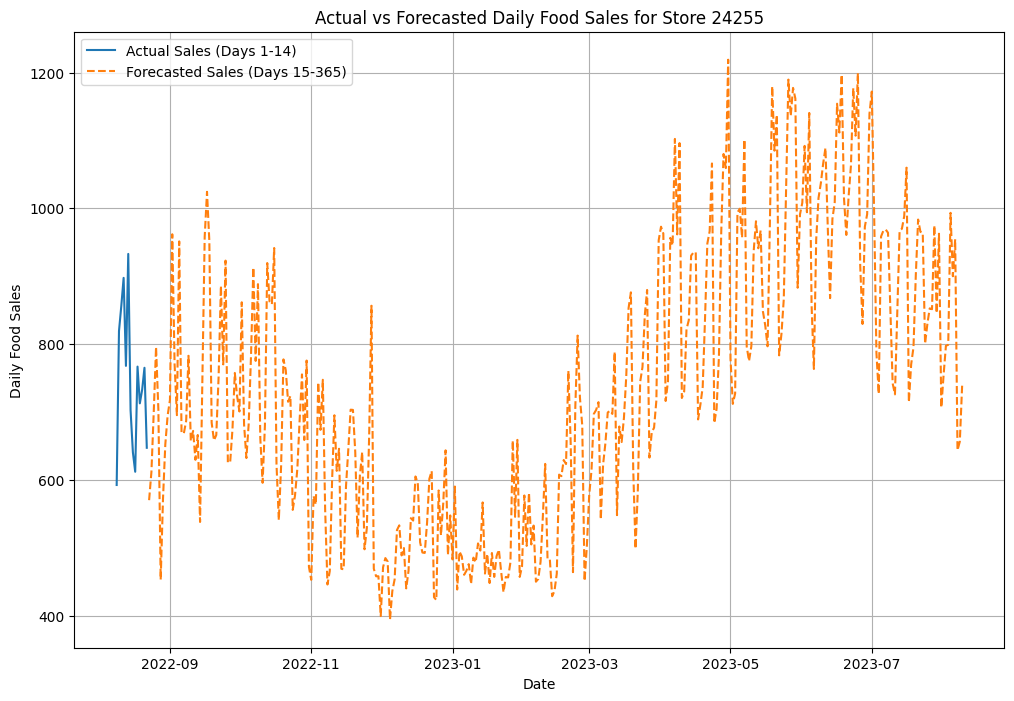 Actual vs Forecasted Daily Food Sales for Store 24255
Actual Sales (Days 1-14)
Forecasted Sales (Days 15-365)
Daily Food Sales
1200
1000
800
600
400
2022-09
2022-11
2023-01
2023-03
2023-05
2023-07
Date